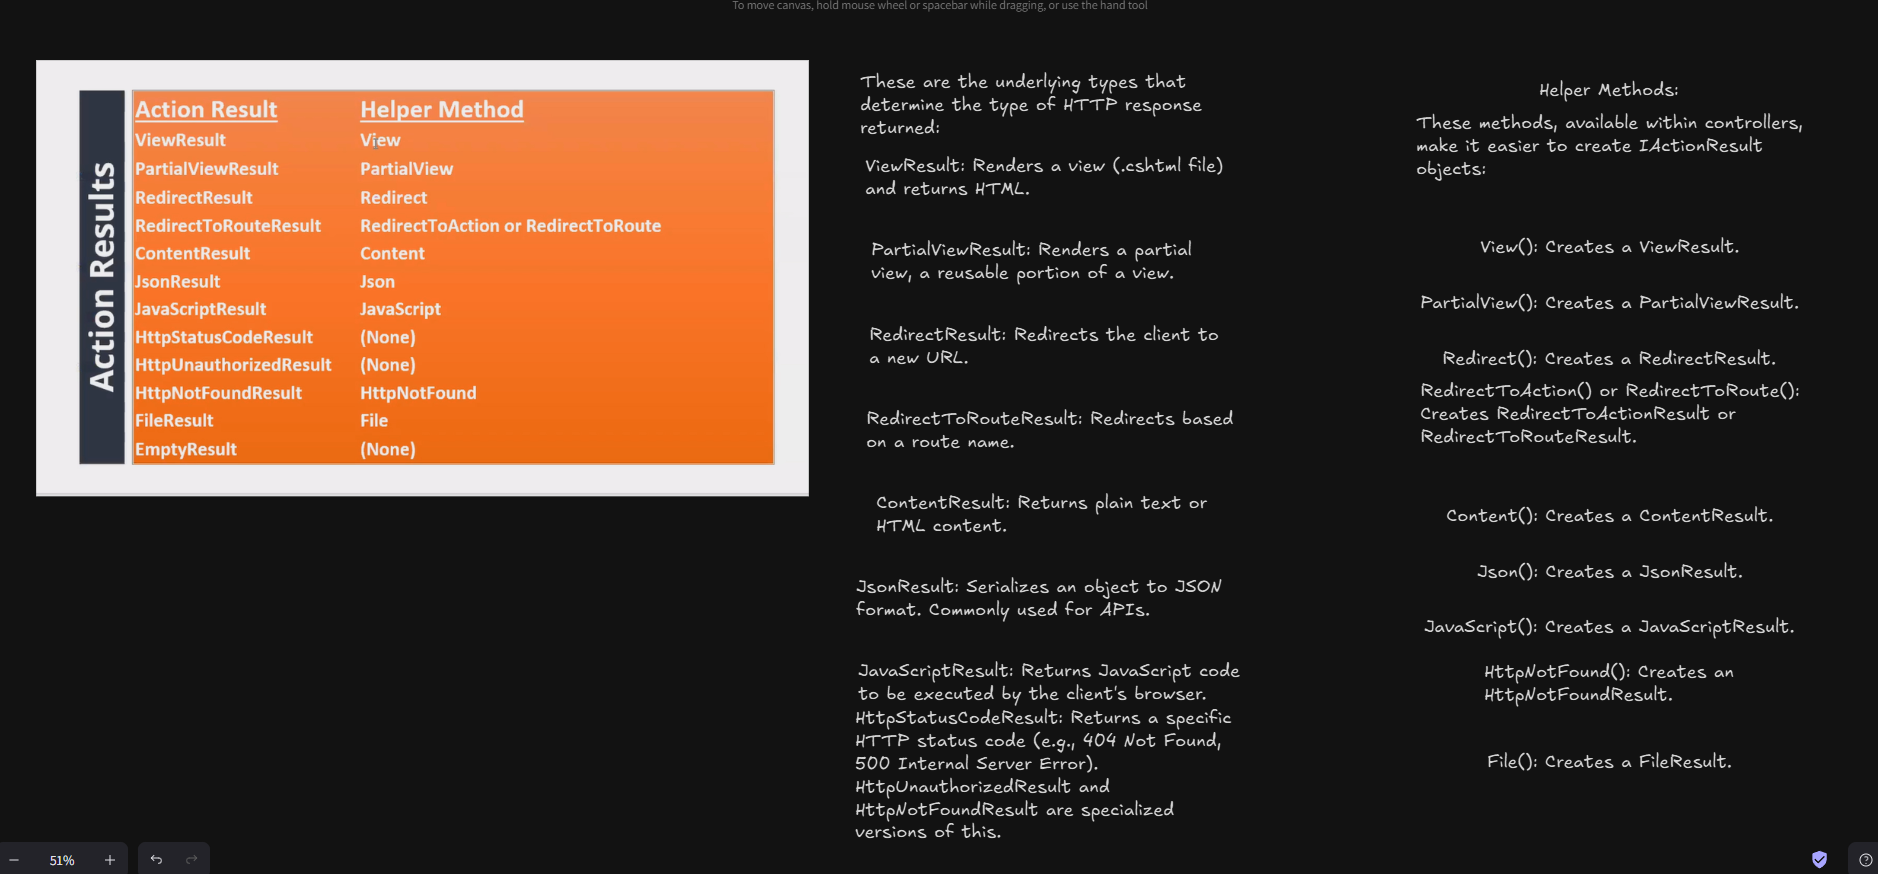 To move canvas, hold mouse wheel or spacebar while dragging, or use the hand tool
Action Results
Action Result Helper Method
ViewResult View
PartialViewResult PartialView
RedirectResult Redirect
RedirectToRouteResult RedirectToAction or RedirectToRoute
ContentResult Content
JsonResult Json
JavaScriptResult JavaScript
HttpStatusCodeResult (None)
HttpUnauthorizedResult (None)
HttpNotFoundResult HttpNotFound
FileResult File
EmptyResult (None)
These are the underlying types that
determine the type of HTTP response
returned:
ViewResult: Renders a view (.cshtml file)
and returns HTML.
PartialViewResult: Renders a partial
view, a reusable portion of a view.
RedirectResult: Redirects the client to
a new URL.
RedirectToRouteResult: Redirects based
on a route name.
ContentResult: Returns plain text or
HTML content.
JsonResult: Serializes an object to JSON
format. Commonly used for APIs.
JavaScriptResult: Returns JavaScript code
to be executed by the client's browser.
HttpStatusCodeResult: Returns a specific
HTTP status code (e.g., 404 Not Found,
500 Internal Server Error).
HttpUnauthorizedResult and
HttpNotFoundResult are specialized
versions of this.
Helper Methods:
These methods, available within controllers,
make it easier to create IActionResult
objects:
View(): Creates a ViewResult.
PartialView(): Creates a PartialViewResult.
Redirect(): Creates a RedirectResult.
RedirectToAction() or RedirectToRoute():
Creates RedirectToActionResult or
RedirectToRouteResult.
Content(): Creates a ContentResult.
Json(): Creates a JsonResult.
JavaScript(): Creates a JavaScriptResult.
HttpNotFound(): Creates an
HttpNotFoundResult.
File(): Creates a FileResult.
51%